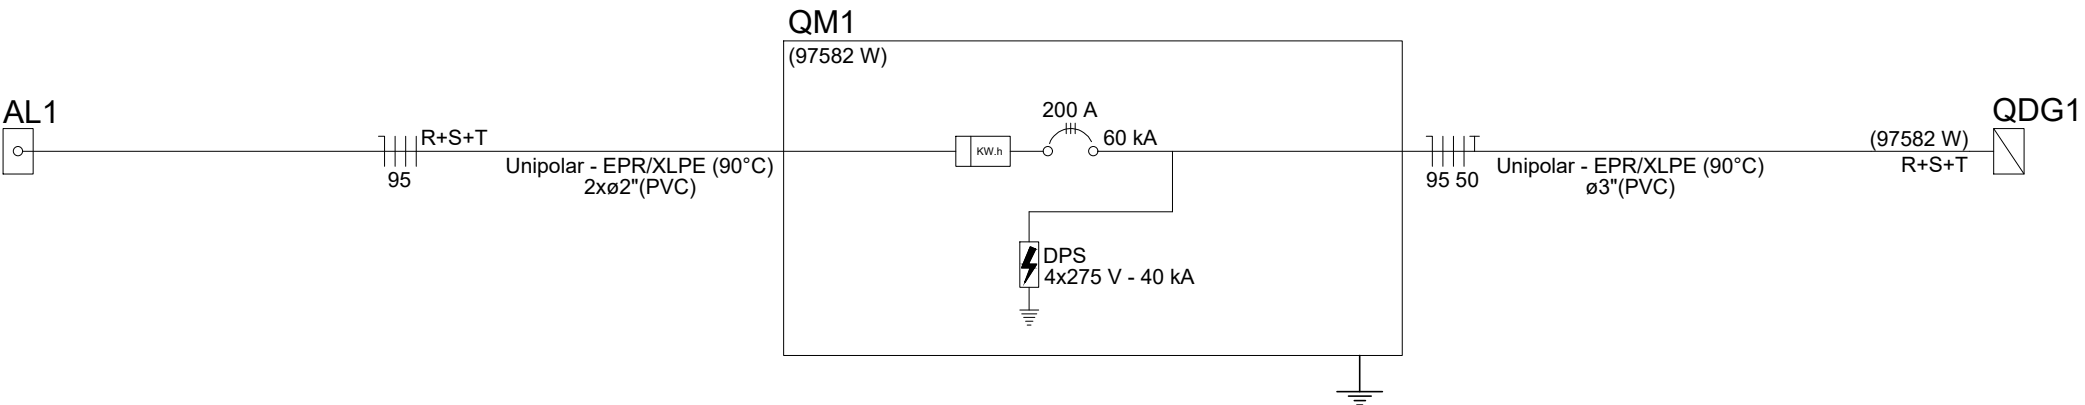 QM1
(97582 W)
AL1
R+S+T
95
Unipolar - EPR/XLPE (90°C)
2xø2"(PVC)
KW.h
200 A
60 kA
DPS
4x275 V - 40 kA
95 50
Unipolar - EPR/XLPE (90°C)
ø3"(PVC)
QDG1
(97582 W)
R+S+T